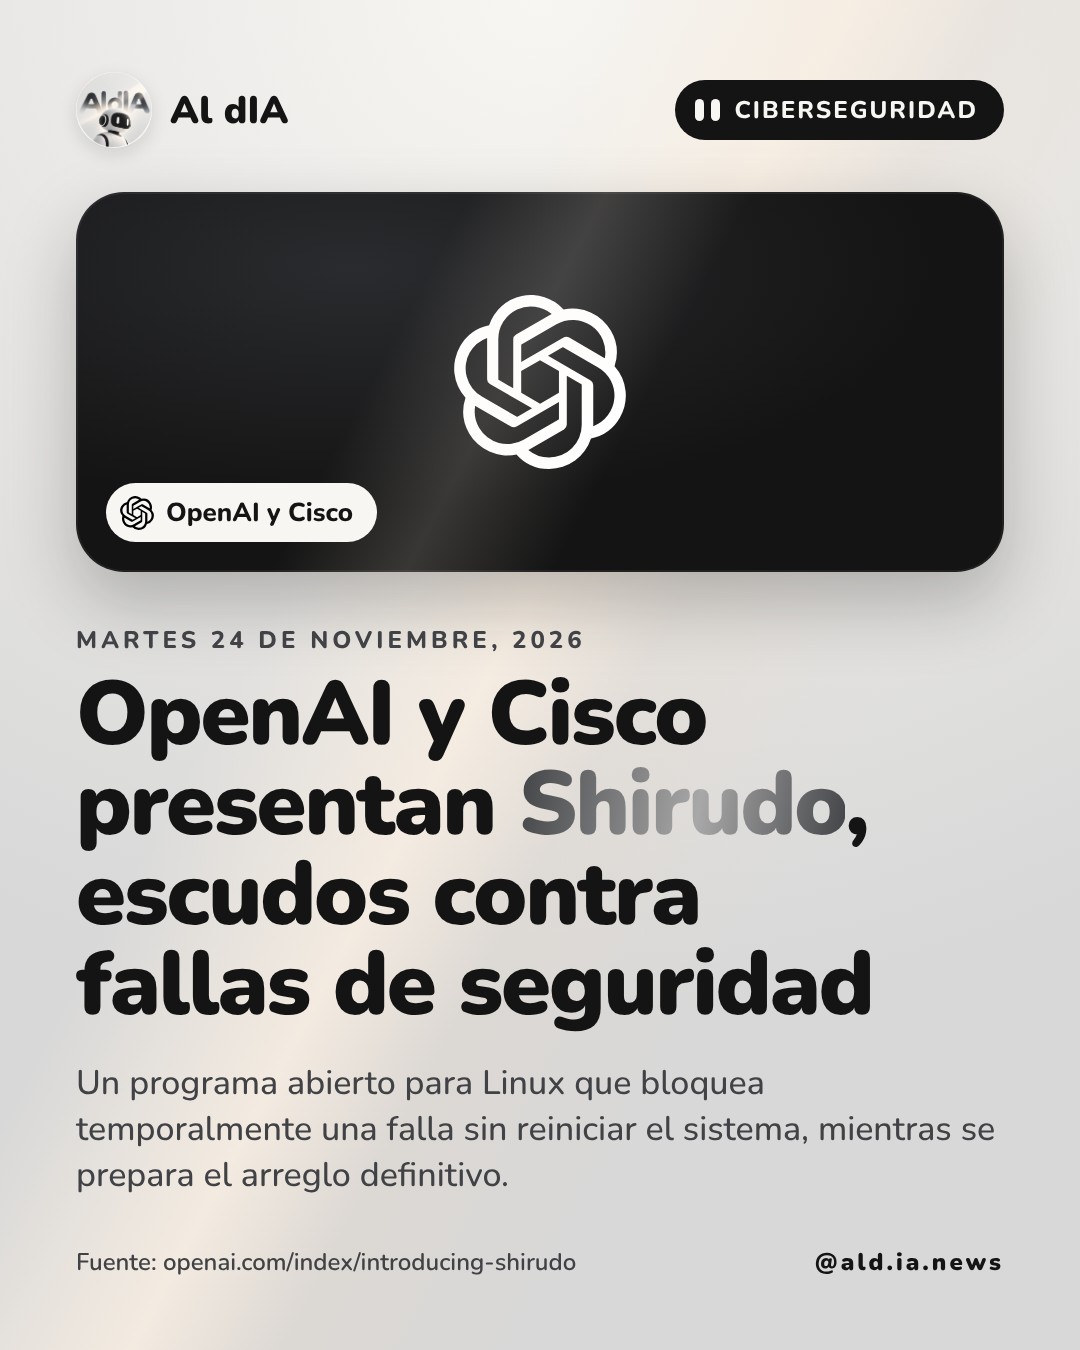 AldIA
Al dIA
CIBERSEGURIDAD
OpenAI y Cisco
MARTES 24 DE NOVIEMBRE, 2026
OpenAI y Cisco
presentan Shirudo,
escudos contra
fallas de seguridad
Un programa abierto para Linux que bloquea
temporalmente una falla sin reiniciar el sistema, mientras se
prepara el arreglo definitivo.
Fuente: openai.com/index/introducing-shirudo
@ald.ia.news